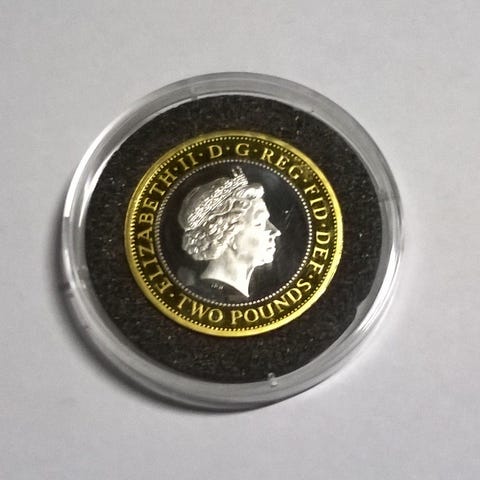 ELIZABETH·II·D·G·REG·FID·DEF·
TWO POUNDS